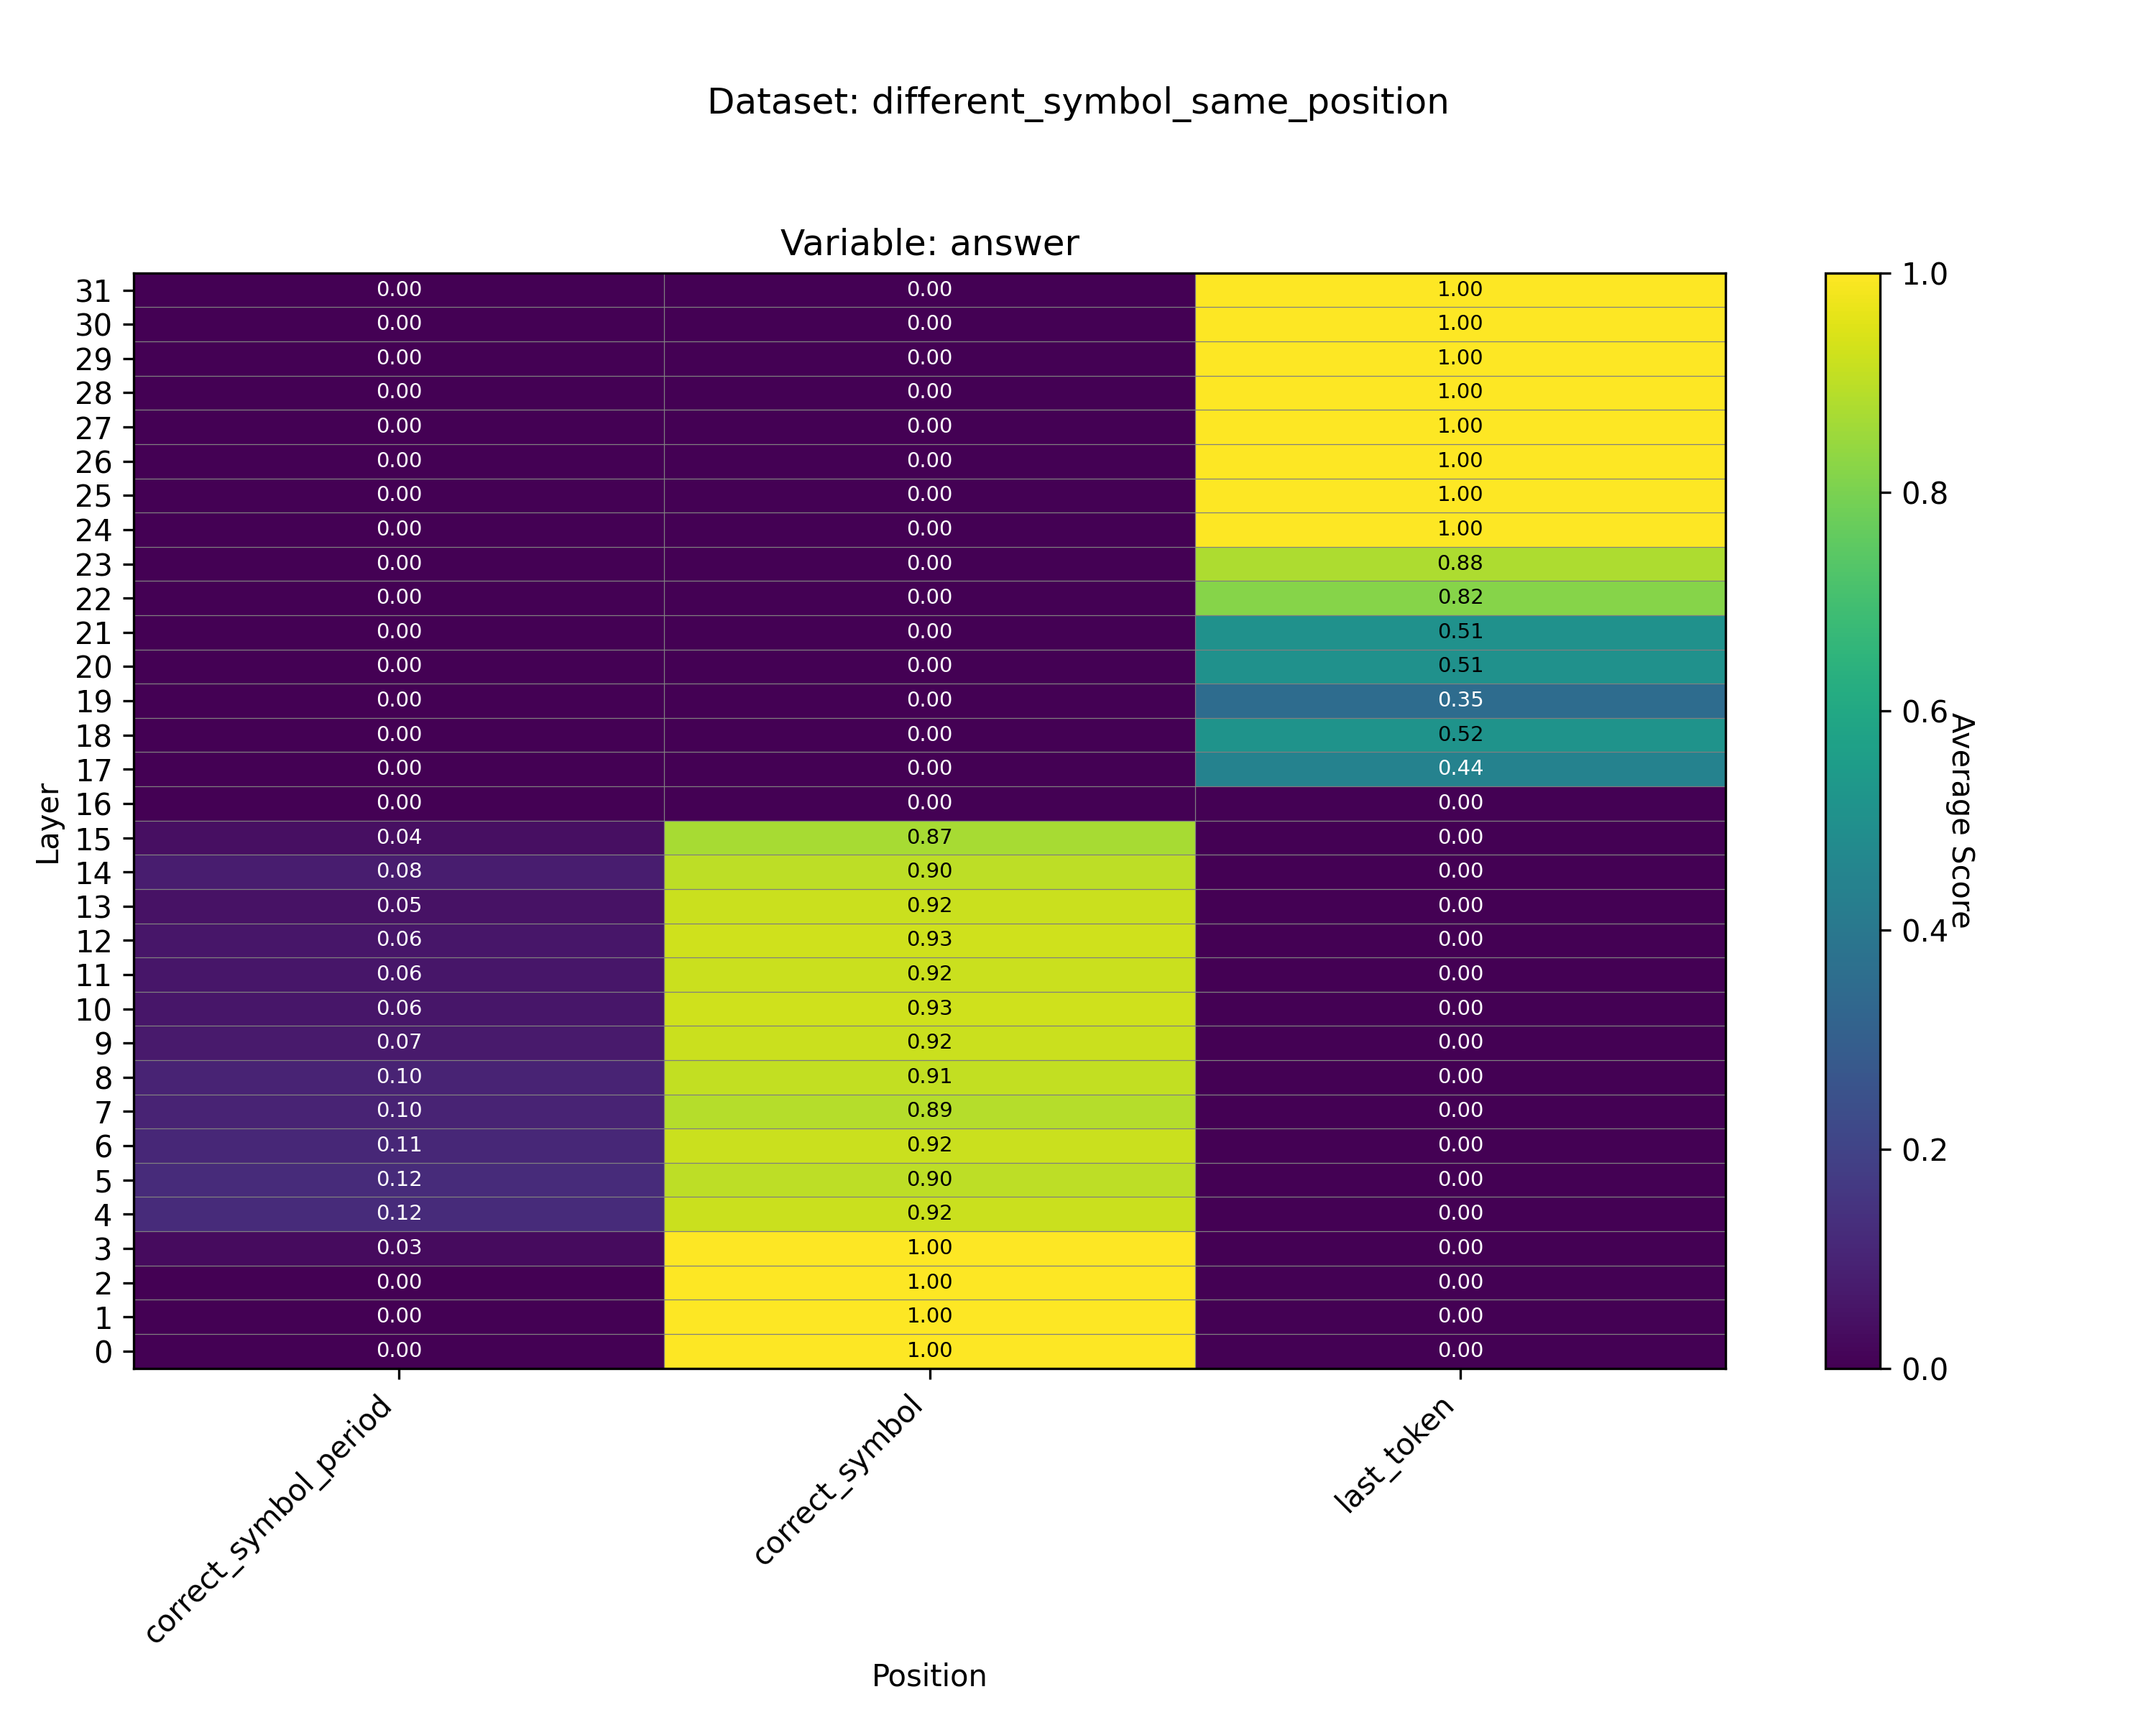 Dataset: different_symbol_same_position
Variable: answer
31 0.00 0.00 1.00
30 0.00 0.00 1.00
29 0.00 0.00 1.00
28 0.00 0.00 1.00
27 0.00 0.00 1.00
26 0.00 0.00 1.00
25 0.00 0.00 1.00
24 0.00 0.00 1.00
23 0.00 0.00 0.88
22 0.00 0.00 0.82
21 0.00 0.00 0.51
20 0.00 0.00 0.51
19 0.00 0.00 0.35
18 0.00 0.00 0.52
17 0.00 0.00 0.44
16 0.00 0.00 0.00
15 0.04 0.87 0.00
14 0.08 0.90 0.00
13 0.05 0.92 0.00
12 0.06 0.93 0.00
11 0.06 0.92 0.00
10 0.06 0.93 0.00
9 0.07 0.92 0.00
8 0.10 0.91 0.00
7 0.10 0.89 0.00
6 0.11 0.92 0.00
5 0.12 0.90 0.00
4 0.12 0.92 0.00
3 0.03 1.00 0.00
2 0.00 1.00 0.00
1 0.00 1.00 0.00
0 0.00 1.00 0.00
Layer
correct_symbol_period
correct_symbol
last_token
Position
1.0
0.8
0.6
0.4
0.2
0.0
Average Score